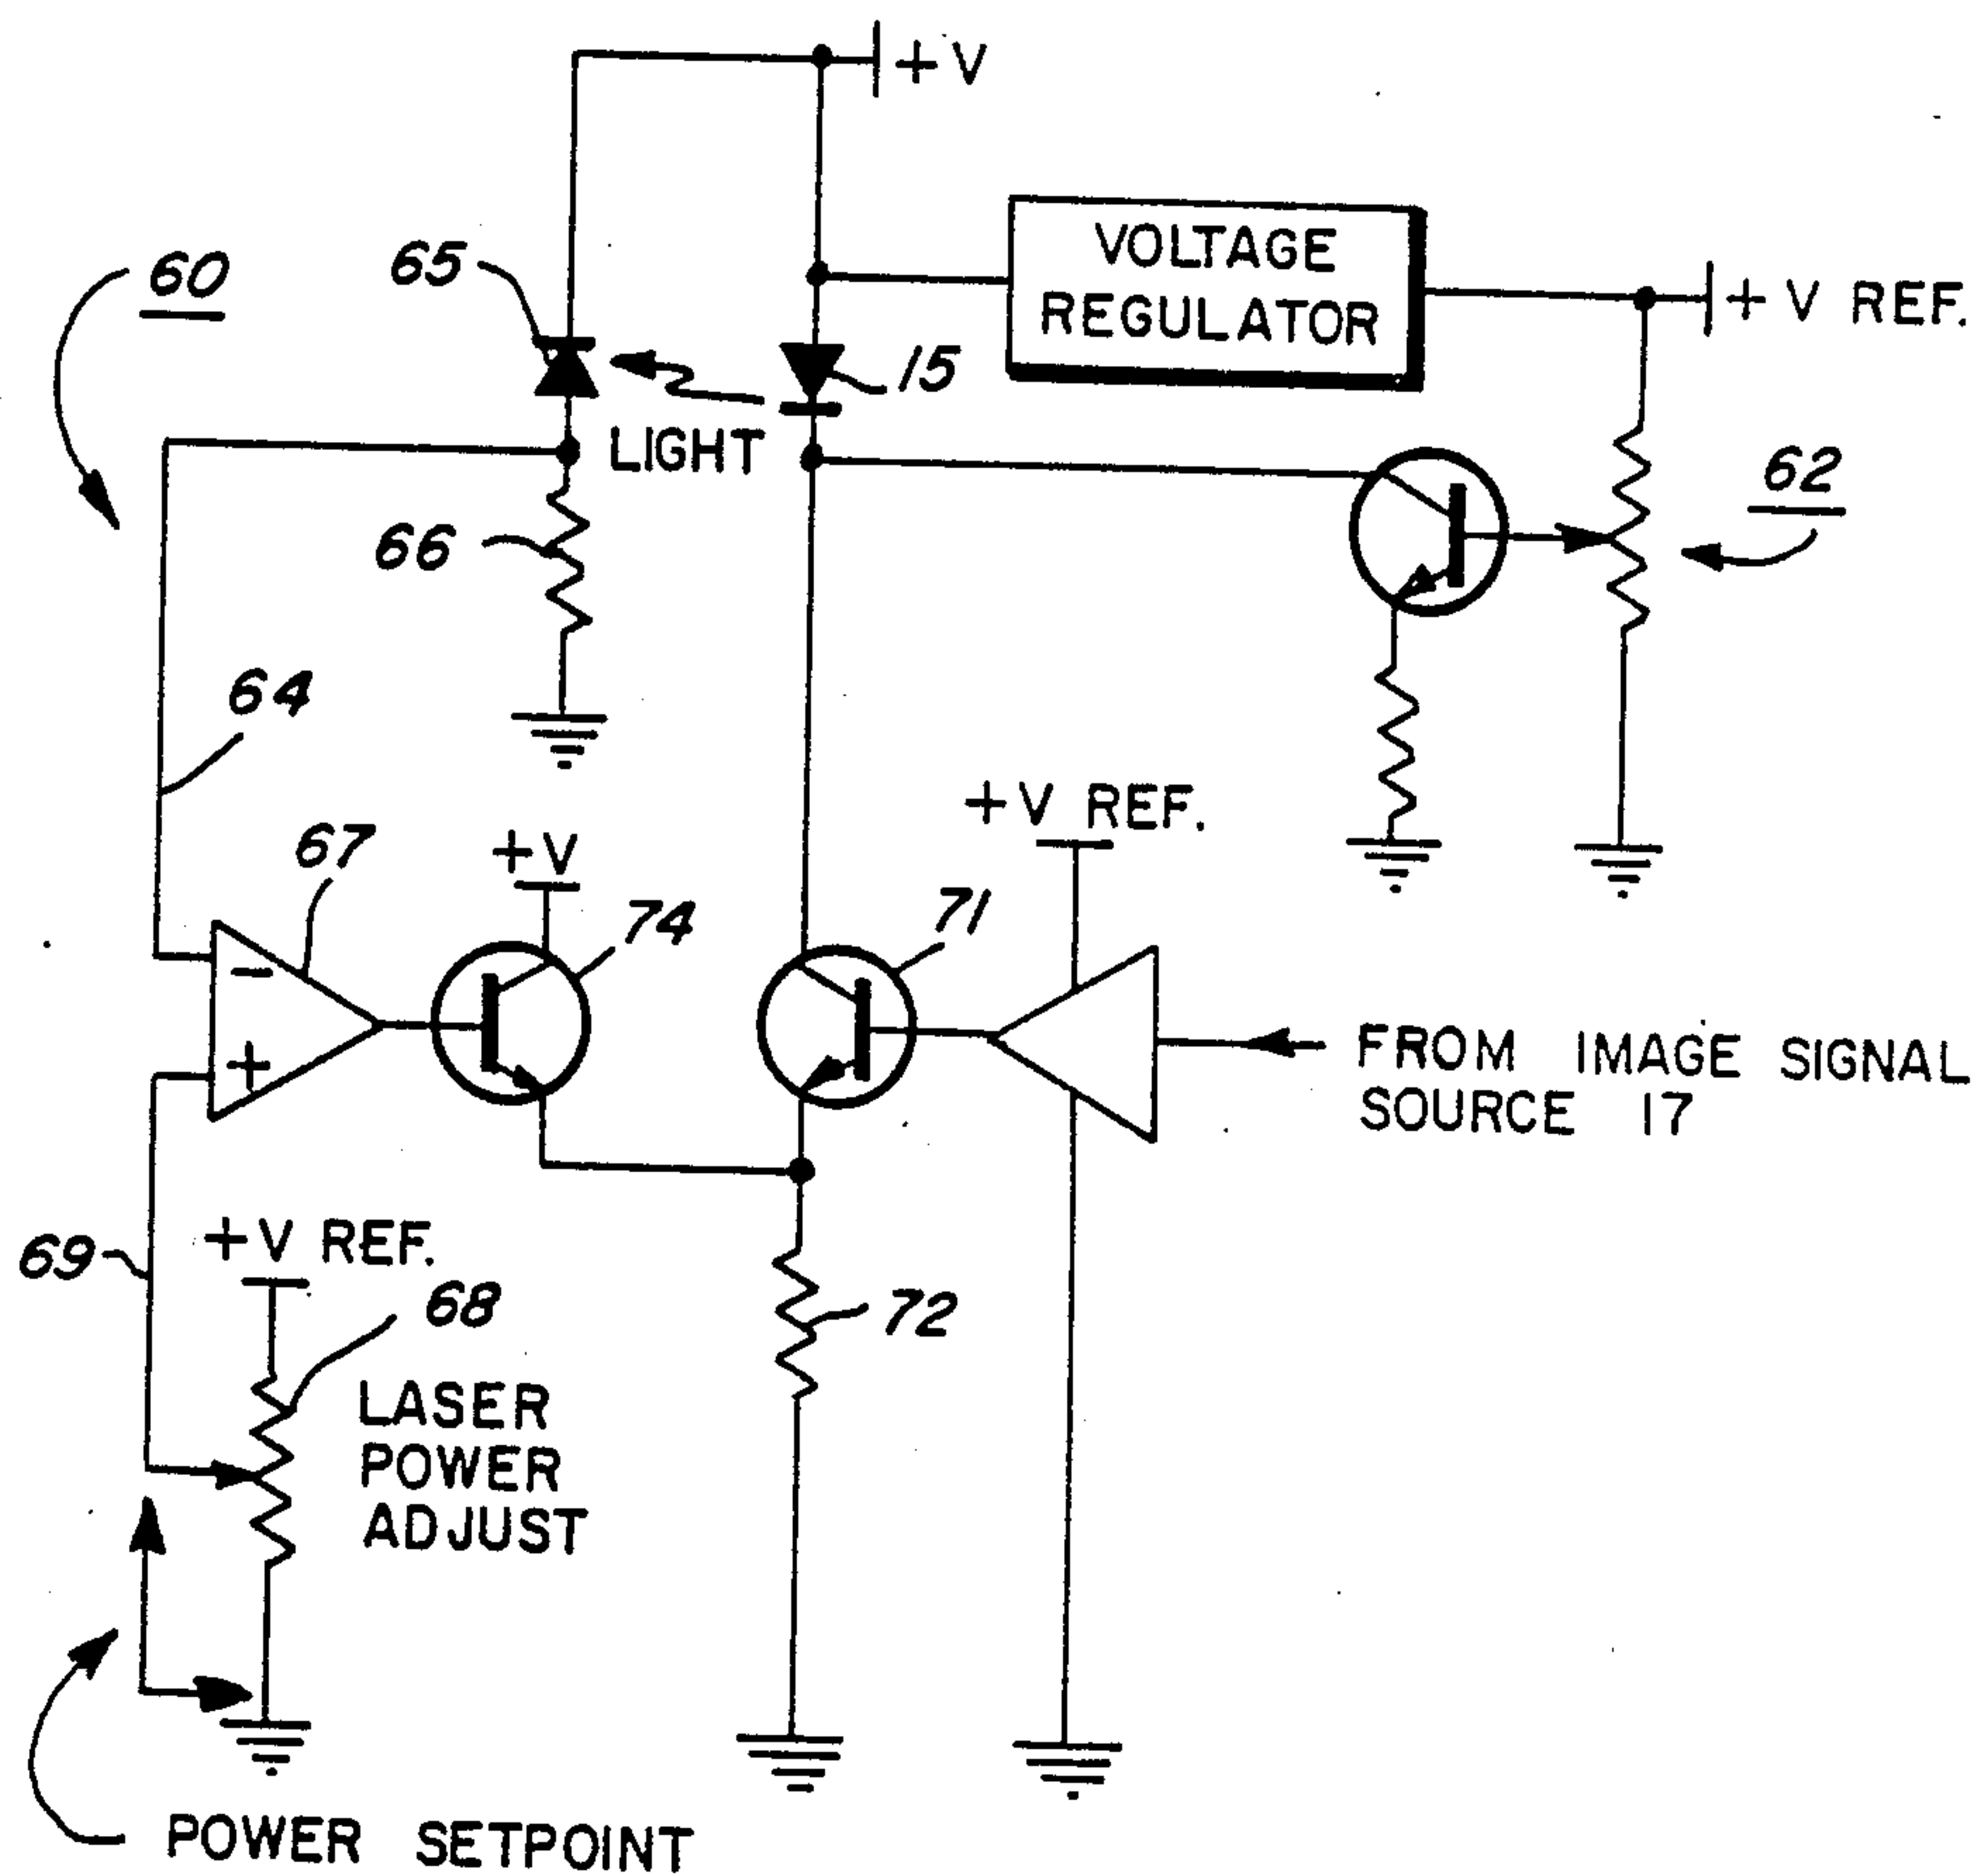 +V
60
65
VOLTAGE
REGULATOR
+ V REF.
15
LIGHT
62
66
64
+V REF.
67
+V
74
71
−
+
FROM IMAGE SIGNAL
SOURCE 17
69
+V REF.
68
72
LASER
POWER
ADJUST
POWER SETPOINT